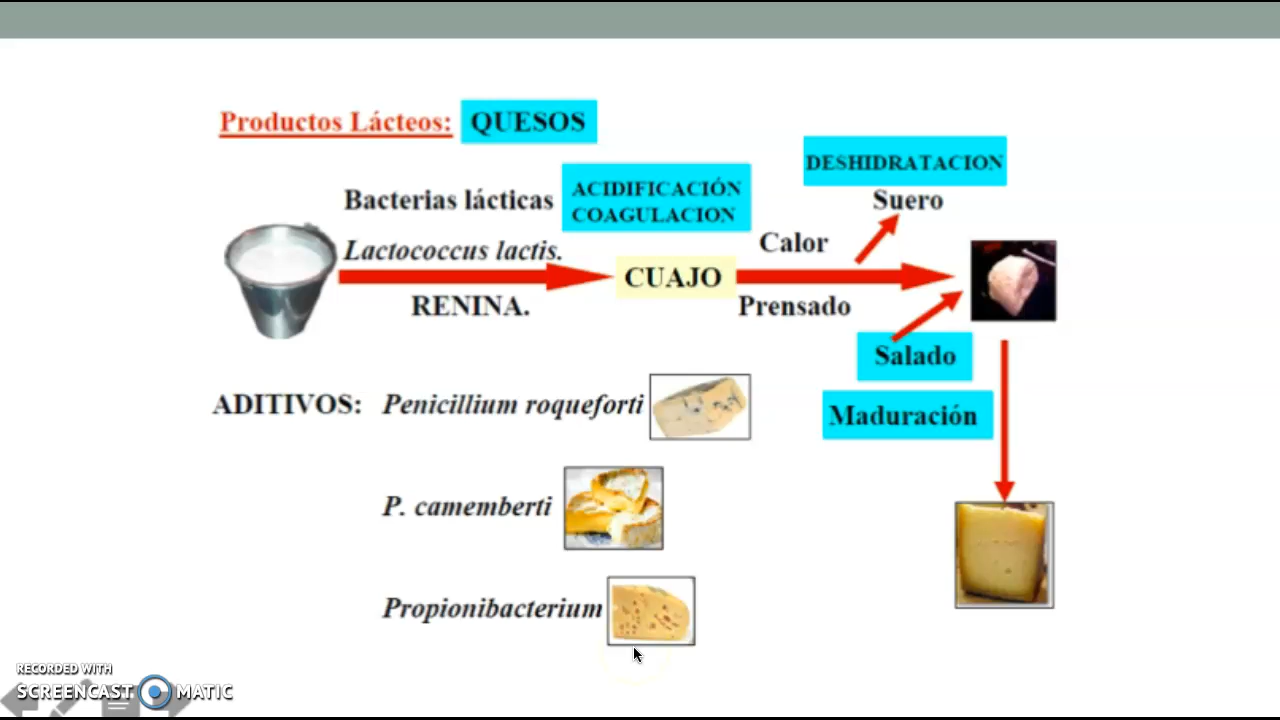 Productos Lácteos: QUESOS
DESHIDRATACION
Suero
Bacterias lácticas
ACIDIFICACIÓN
COAGULACION
Lactococcus lactis.
Calor
CUAJO
RENINA.
Prensado
Salado
Maduración
ADITIVOS: Penicillium roqueforti
P. camemberti
Propionibacterium
RECORDED WITH
SCREENCAST MATIC